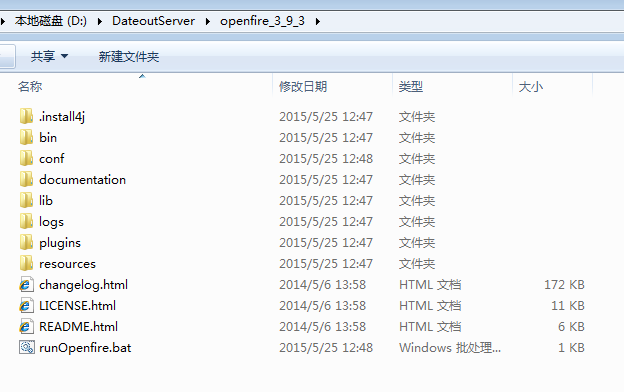 本地磁盘 (D:) DateoutServer openfire_3_9_3
共享 新建文件夹
名称 修改日期 类型 大小
.install4j 2015/5/25 12:47 文件夹
bin 2015/5/25 12:47 文件夹
conf 2015/5/25 12:48 文件夹
documentation 2015/5/25 12:47 文件夹
lib 2015/5/25 12:47 文件夹
logs 2015/5/25 12:47 文件夹
plugins 2015/5/25 12:47 文件夹
resources 2015/5/25 12:47 文件夹
changelog.html 2014/5/6 13:58 HTML 文档 172 KB
LICENSE.html 2014/5/6 13:58 HTML 文档 11 KB
README.html 2014/5/6 13:58 HTML 文档 6 KB
runOpenfire.bat 2015/5/25 12:48 Windows 批处理... 1 KB